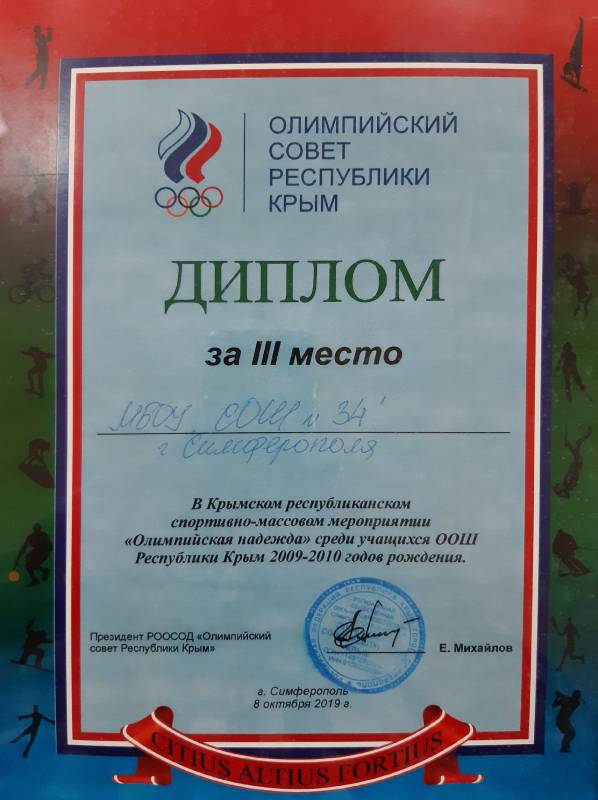 ОЛИМПИЙСКИЙ
СОВЕТ
РЕСПУБЛИКИ
КРЫМ
ДИПЛОМ
за III место
МБОУ "СОШ № 34"
г Симферополя
В Крымском республиканском
спортивно-массовом мероприятии
«Олимпийская надежда» среди учащихся ООШ
Республики Крым 2009-2010 годов рождения.
Президент РООСОД «Олимпийский
совет Республики Крым»
Е. Михайлов
г. Симферополь
8 октября 2019 г.
CITIUS ALTIUS FORTIUS